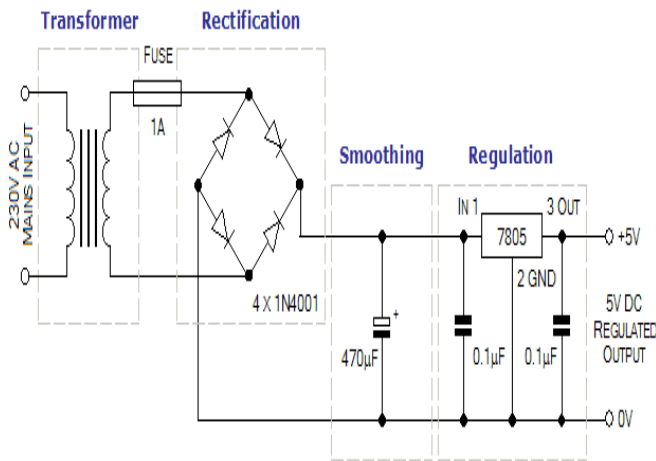 Transformer
Rectification
FUSE
1A
230V AC
MAINS INPUT
4 X 1N4001
Smoothing
Regulation
IN 1
3 OUT
7805
+5V
2 GND
470µF
+
0.1µF
0.1µF
5V DC
REGULATED
OUTPUT
0V